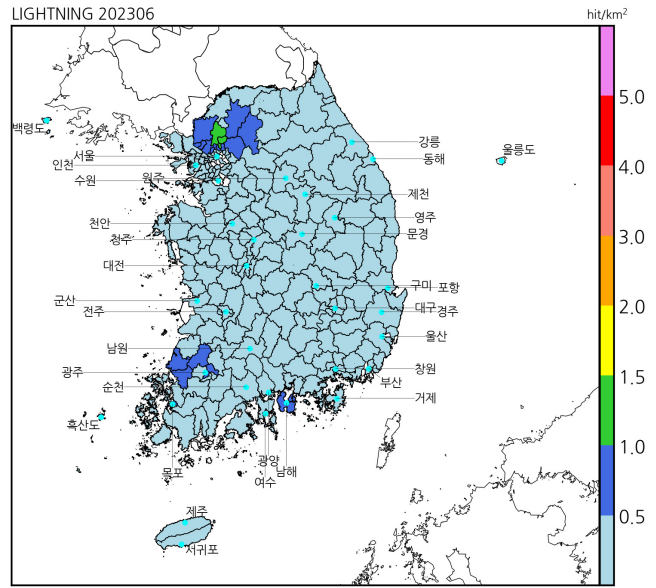 LIGHTNING 202306
hit/km²
5.0
4.0
3.0
2.0
1.5
1.0
0.5
백령도
서울
인천
수원
원주
강릉
동해
울릉도
제천
천안
영주
청주
문경
대전
구미
포항
군산
전주
대구
경주
울산
남원
광주
순천
창원
부산
거제
흑산도
목포
광양
남해
여수
제주
서귀포